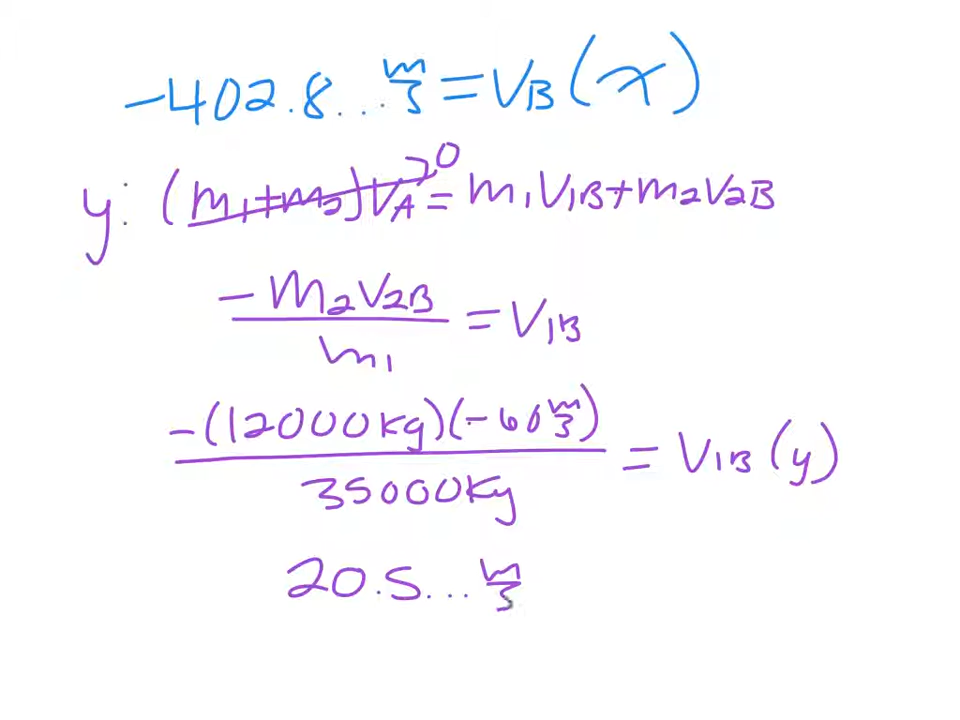 -402.8... m/s = VB(x)
y: (m1+m2)VA = m1V1B+m2V2B → 0
-m2V2B / m1 = V1B
-(12000kg)(-60 m/s) / 35000Kg = V1B (y)
20.5... m/s